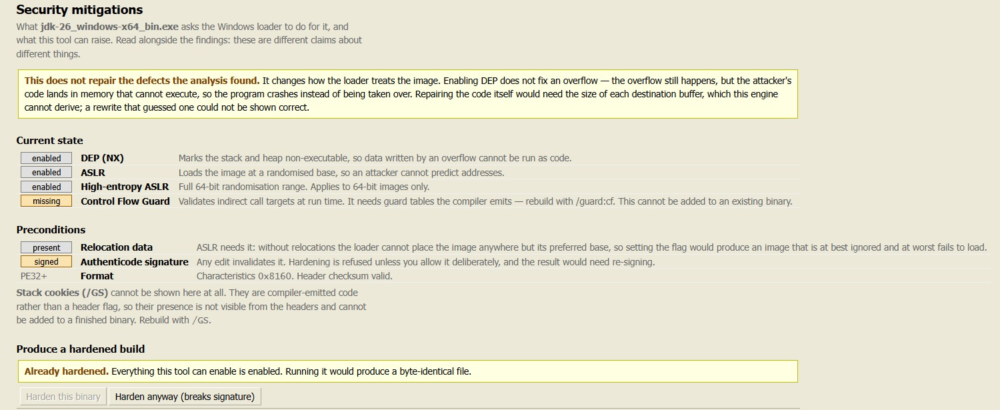 Security mitigations
What jdk-26_windows-x64_bin.exe asks the Windows loader to do for it, and
what this tool can raise. Read alongside the findings: these are different claims about
different things.
This does not repair the defects the analysis found. It changes how the loader treats the image. Enabling DEP does not fix an overflow — the overflow still happens, but the attacker's
code lands in memory that cannot execute, so the program crashes instead of being taken over. Repairing the code itself would need the size of each destination buffer, which this engine
cannot derive; a rewrite that guessed one could not be shown correct.
Current state
enabled DEP (NX) Marks the stack and heap non-executable, so data written by an overflow cannot be run as code.
enabled ASLR Loads the image at a randomised base, so an attacker cannot predict addresses.
enabled High-entropy ASLR Full 64-bit randomisation range. Applies to 64-bit images only.
missing Control Flow Guard Validates indirect call targets at run time. It needs guard tables the compiler emits — rebuild with /guard:cf. This cannot be added to an existing binary.
Preconditions
present Relocation data ASLR needs it: without relocations the loader cannot place the image anywhere but its preferred base, so setting the flag would produce an image that is at best ignored and at worst fails to load.
signed Authenticode signature Any edit invalidates it. Hardening is refused unless you allow it deliberately, and the result would need re-signing.
PE32+ Format Characteristics 0x8160. Header checksum valid.
Stack cookies (/GS) cannot be shown here at all. They are compiler-emitted code
rather than a header flag, so their presence is not visible from the headers and cannot
be added to a finished binary. Rebuild with /GS.
Produce a hardened build
Already hardened. Everything this tool can enable is enabled. Running it would produce a byte-identical file.
Harden this binary Harden anyway (breaks signature)